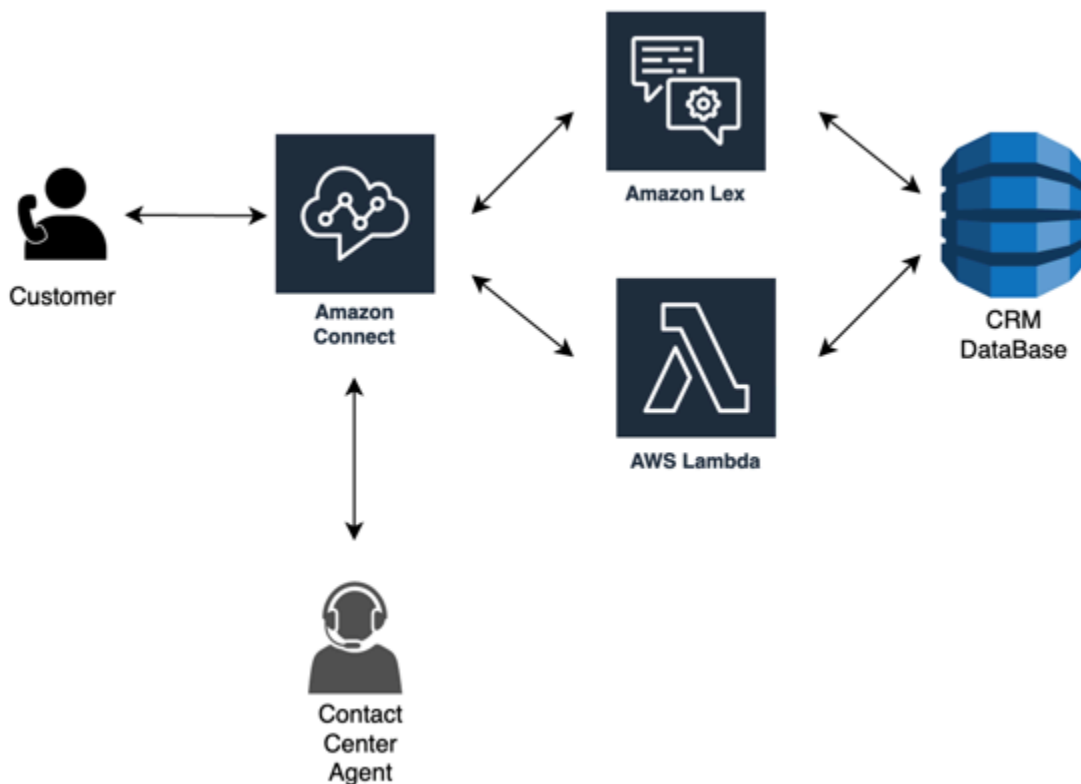 Amazon Lex
Customer
Amazon
Connect
CRM
DataBase
AWS Lambda
Contact
Center
Agent